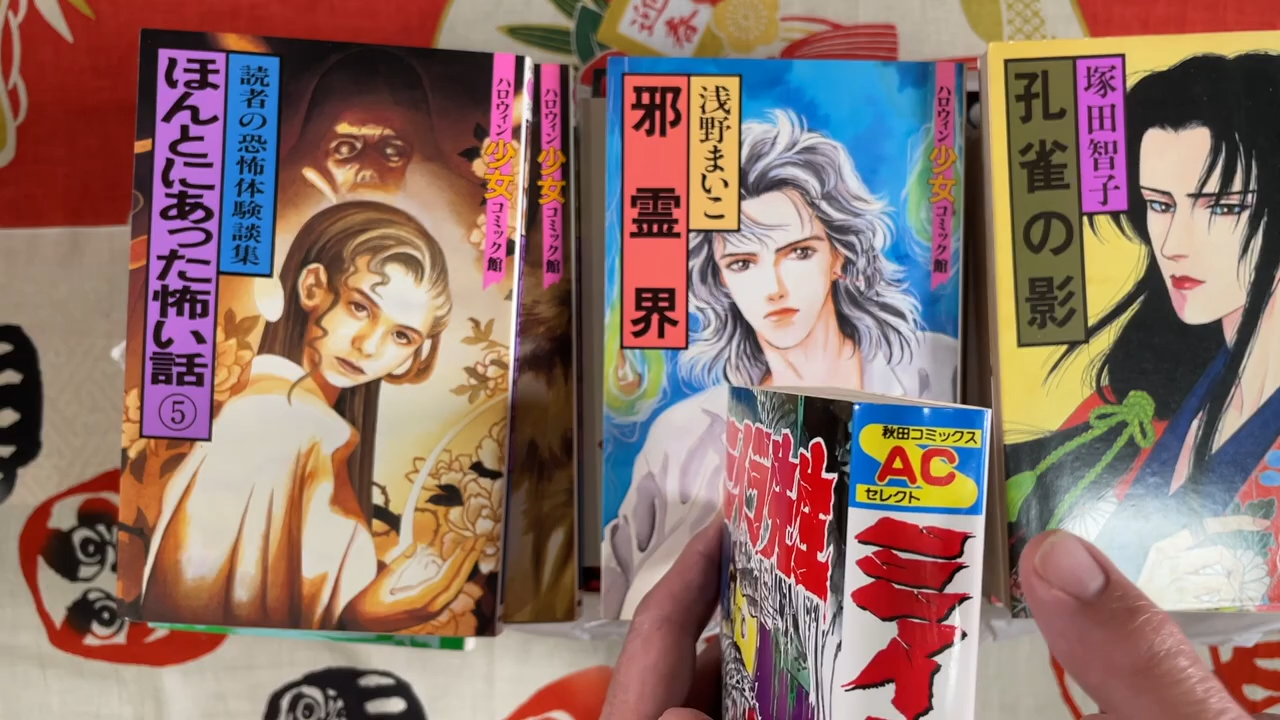 迎春
ほんとにあった怖い話
⑤
読者の恐怖体験談集
ハロウィン少女コミック館
ハロウィン少女コミック館
邪霊界
浅野まいこ
ハロウィン少女コミック館
孔雀の影
塚田智子
秋田コミックス
AC
セレクト